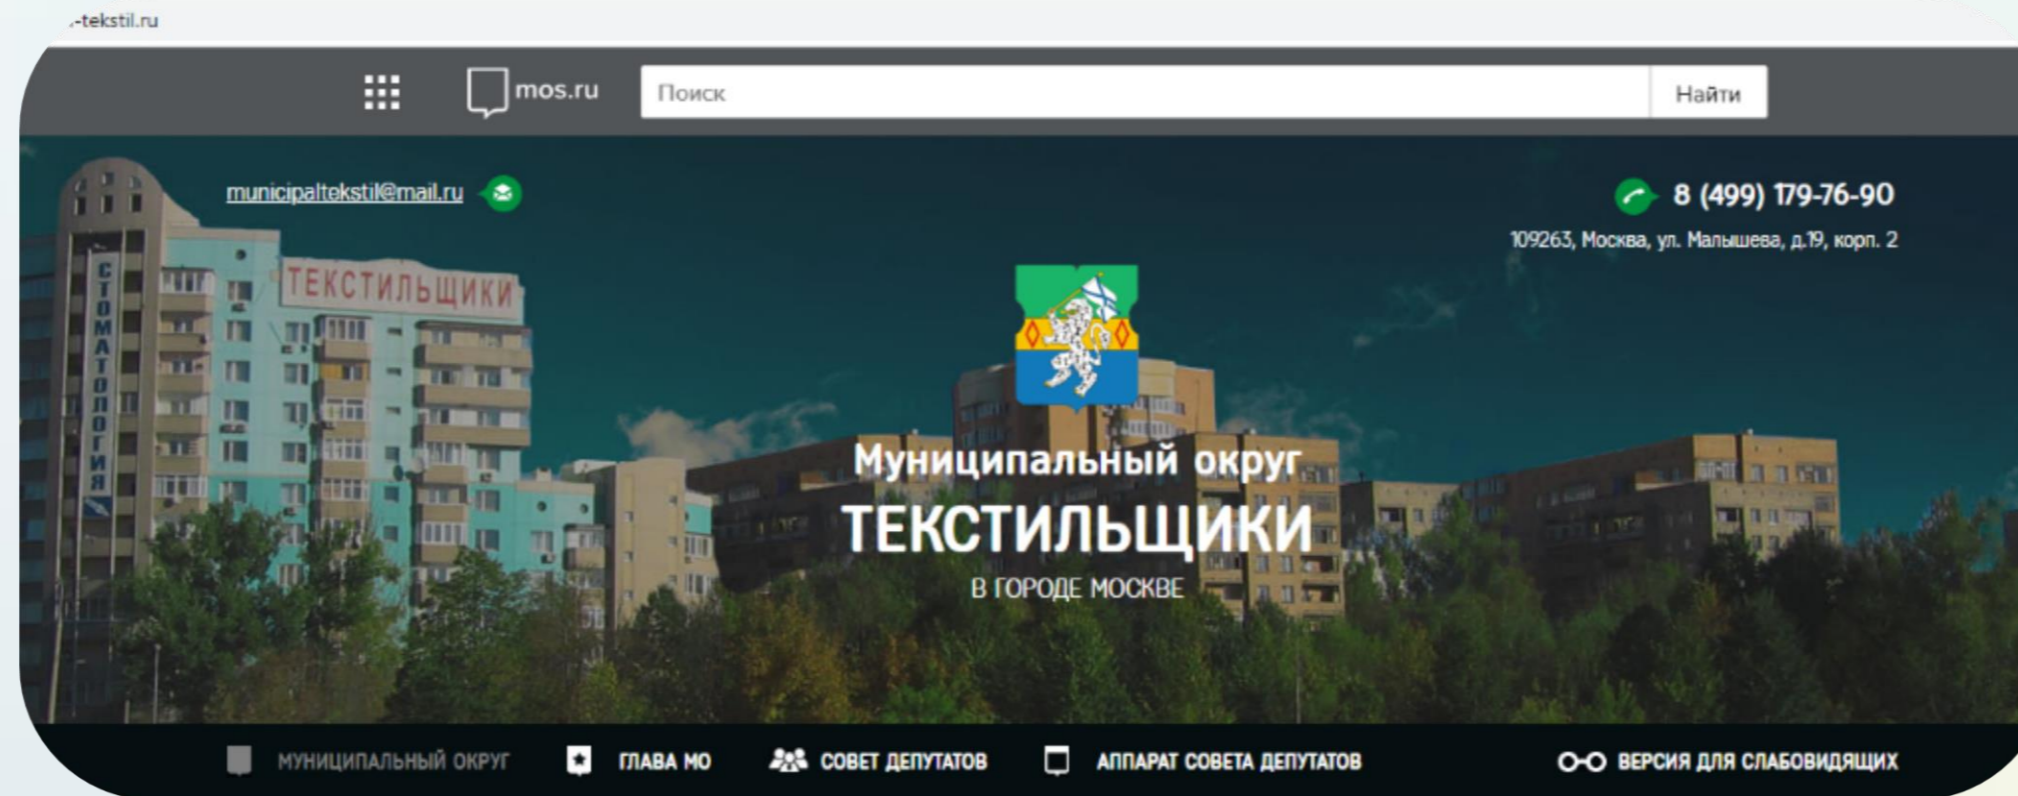 -tekstil.ru
mos.ru
Поиск
Найти
municipaltekstil@mail.ru
8 (499) 179-76-90
109263, Москва, ул. Малышева, д.19, корп. 2
СТОМАТОЛОГИЯ
ТЕКСТИЛЬЩИКИ
Муниципальный округ
ТЕКСТИЛЬЩИКИ
В ГОРОДЕ МОСКВЕ
МУНИЦИПАЛЬНЫЙ ОКРУГ
ГЛАВА МО
СОВЕТ ДЕПУТАТОВ
АППАРАТ СОВЕТА ДЕПУТАТОВ
ВЕРСИЯ ДЛЯ СЛАБОВИДЯЩИХ